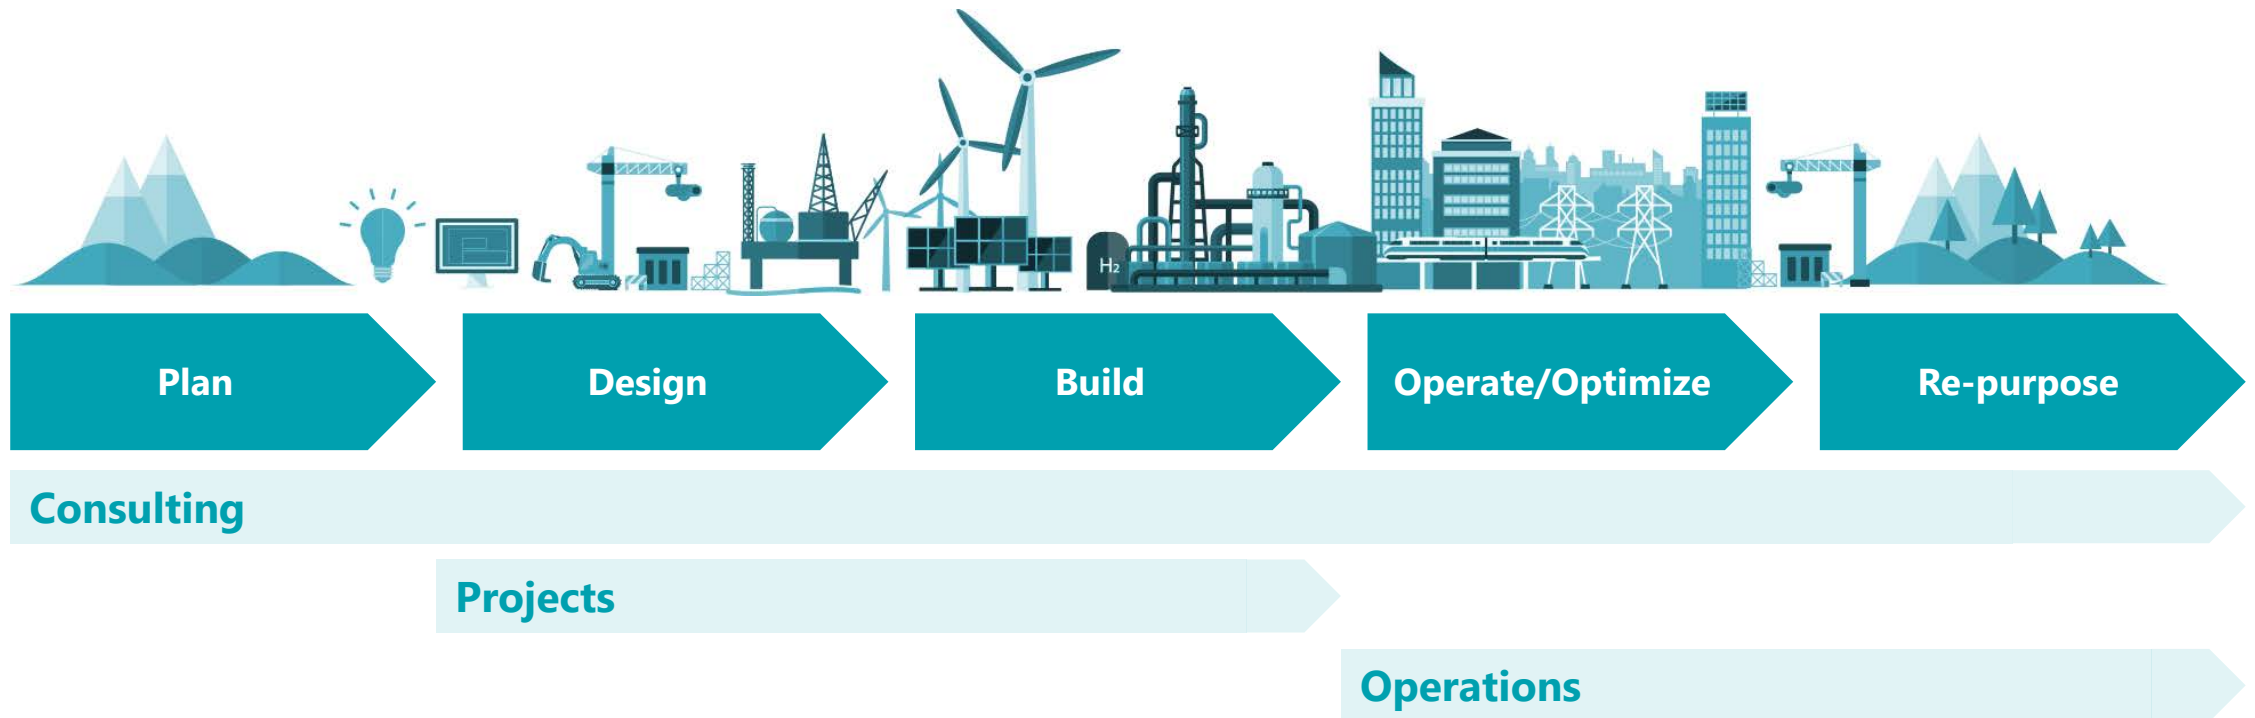 H₂
Plan
Design
Build
Operate/Optimize
Re-purpose
Consulting
Projects
Operations